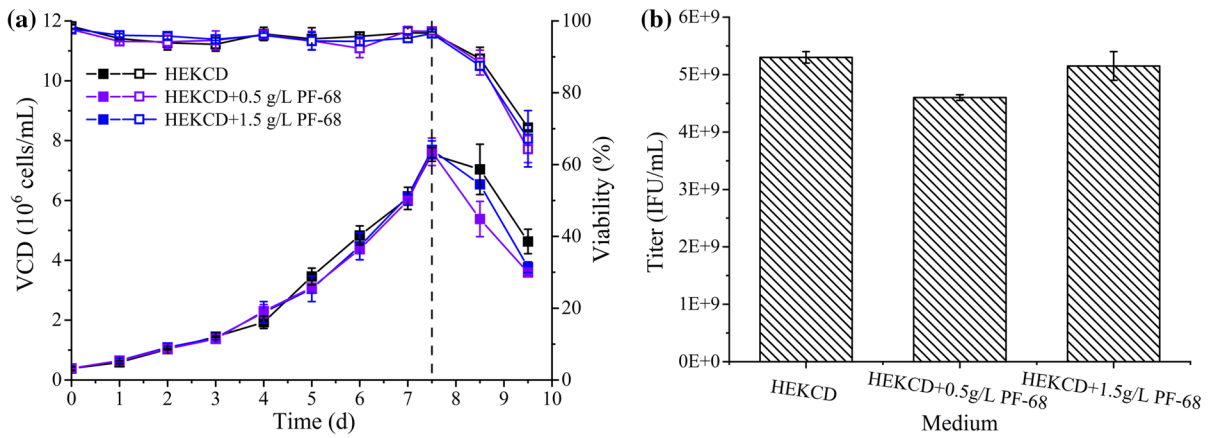 (a)
12
10
8
6
4
2
0
VCD (10⁶ cells/mL)
100
80
60
40
20
0
Viability (%)
HEKCD
HEKCD+0.5 g/L PF-68
HEKCD+1.5 g/L PF-68
0 1 2 3 4 5 6 7 8 9 10
Time (d)
(b)
6E+9
5E+9
4E+9
3E+9
2E+9
1E+9
0E+0
Titer (IFU/mL)
HEKCD
HEKCD+0.5g/L PF-68
HEKCD+1.5g/L PF-68
Medium